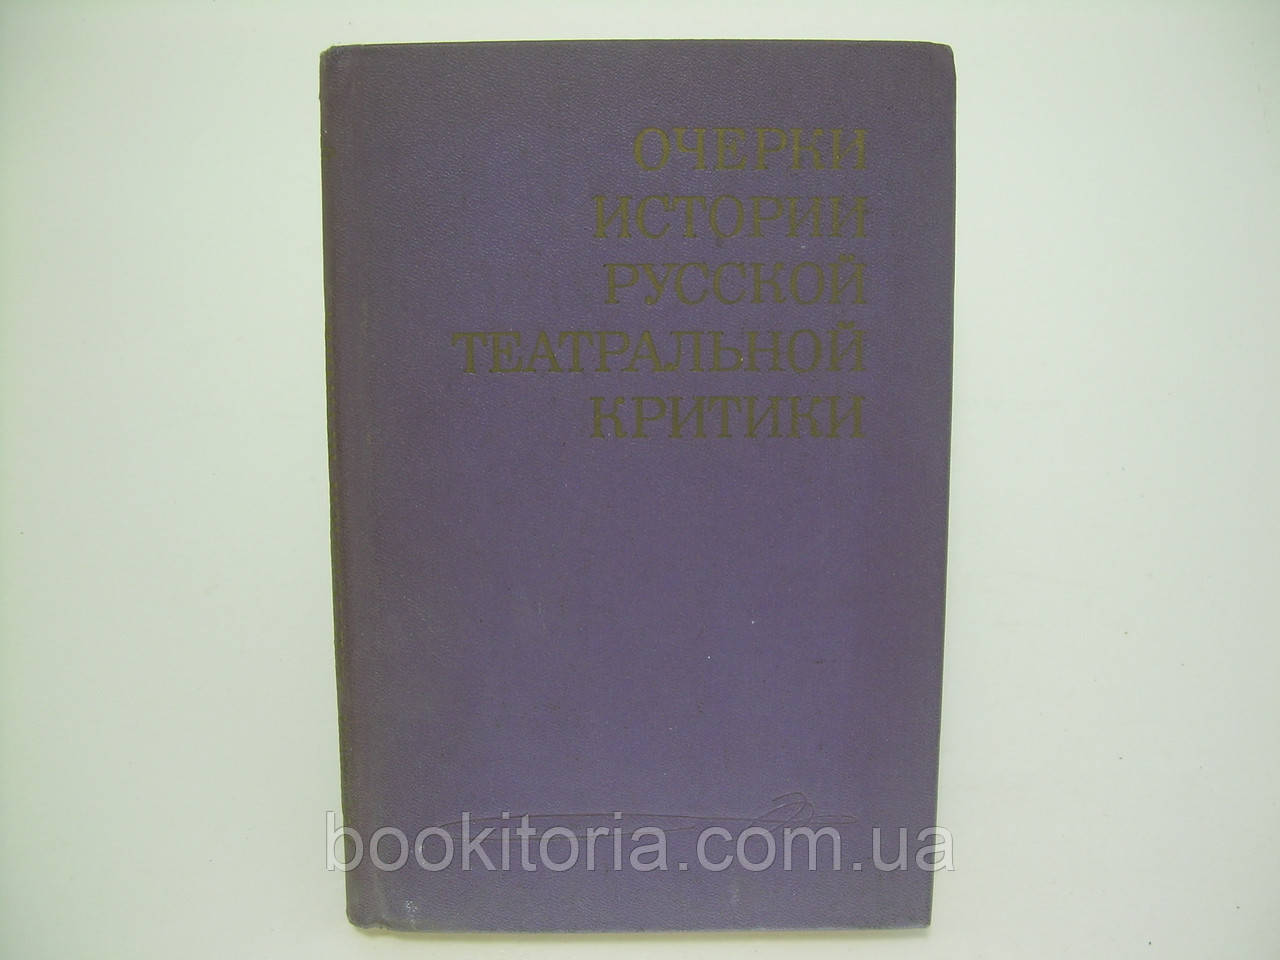 ОЧЕРКИ
ИСТОРИИ
РУССКОЙ
ТЕАТРАЛЬНОЙ
КРИТИКИ
bookitoria.com.ua